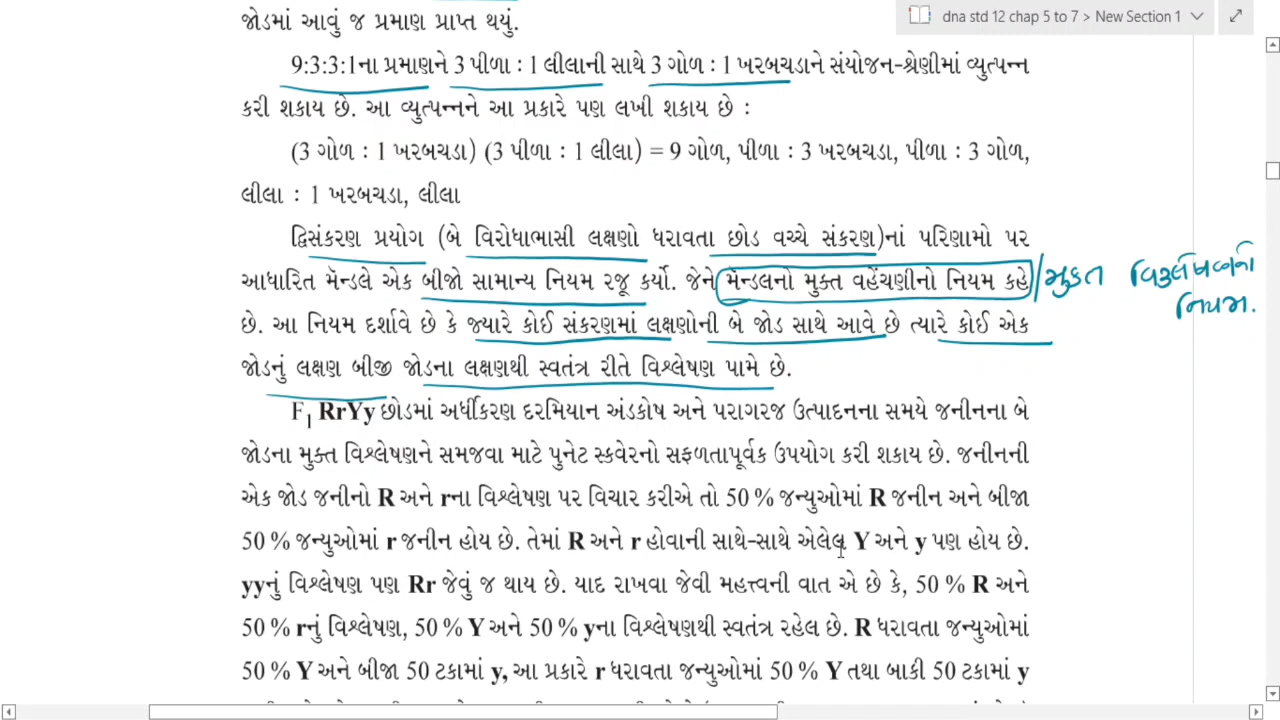 dna std 12 chap 5 to 7 > New Section 1
જોડમાં આવું જ પ્રમાણ પ્રાપ્ત થયું.
9:3:3:1ના પ્રમાણને 3 પીળા : 1 લીલાની સાથે 3 ગોળ : 1 ખરબચડાને સંયોજન-શ્રેણીમાં વ્યુત્પન્ન
કરી શકાય છે. આ વ્યુત્પન્નને આ પ્રકારે પણ લખી શકાય છે :
(3 ગોળ : 1 ખરબચડા) (3 પીળા : 1 લીલા) = 9 ગોળ, પીળા : 3 ખરબચડા, પીળા : 3 ગોળ,
લીલા : 1 ખરબચડા, લીલા
દ્વિસંકરણ પ્રયોગ (બે વિરોધાભાસી લક્ષણો ધરાવતા છોડ વચ્ચે સંકરણ)નાં પરિણામો પર
આધારિત મૅન્ડલે એક બીજો સામાન્ય નિયમ રજૂ કર્યો. જેને મૅન્ડલનો મુક્ત વહેંચણીનો નિયમ કહે / મુક્ત વિશ્લેષણનો
નિયમ.
છે. આ નિયમ દર્શાવે છે કે જ્યારે કોઈ સંકરણમાં લક્ષણોની બે જોડ સાથે આવે છે ત્યારે કોઈ એક
જોડનું લક્ષણ બીજી જોડના લક્ષણથી સ્વતંત્ર રીતે વિશ્લેષણ પામે છે.
F1 RrYy છોડમાં અર્ધીકરણ દરમિયાન અંડકોષ અને પરાગરજ ઉત્પાદનના સમયે જનીનના બે
જોડના મુક્ત વિશ્લેષણને સમજવા માટે પુનેટ સ્કવેરનો સફળતાપૂર્વક ઉપયોગ કરી શકાય છે. જનીનની
એક જોડ જનીનો R અને rના વિશ્લેષણ પર વિચાર કરીએ તો 50 % જન્યુઓમાં R જનીન અને બીજા
50 % જન્યુઓમાં r જનીન હોય છે. તેમાં R અને r હોવાની સાથે-સાથે એલેલ Y અને y પણ હોય છે.
yyનું વિશ્લેષણ પણ Rr જેવું જ થાય છે. યાદ રાખવા જેવી મહત્ત્વની વાત એ છે કે, 50 % R અને
50 % rનું વિશ્લેષણ, 50 % Y અને 50 % yના વિશ્લેષણથી સ્વતંત્ર રહેલ છે. R ધરાવતા જન્યુઓમાં
50 % Y અને બીજા 50 ટકામાં y, આ પ્રકારે r ધરાવતા જન્યુઓમાં 50 % Y તથા બાકી 50 ટકામાં y